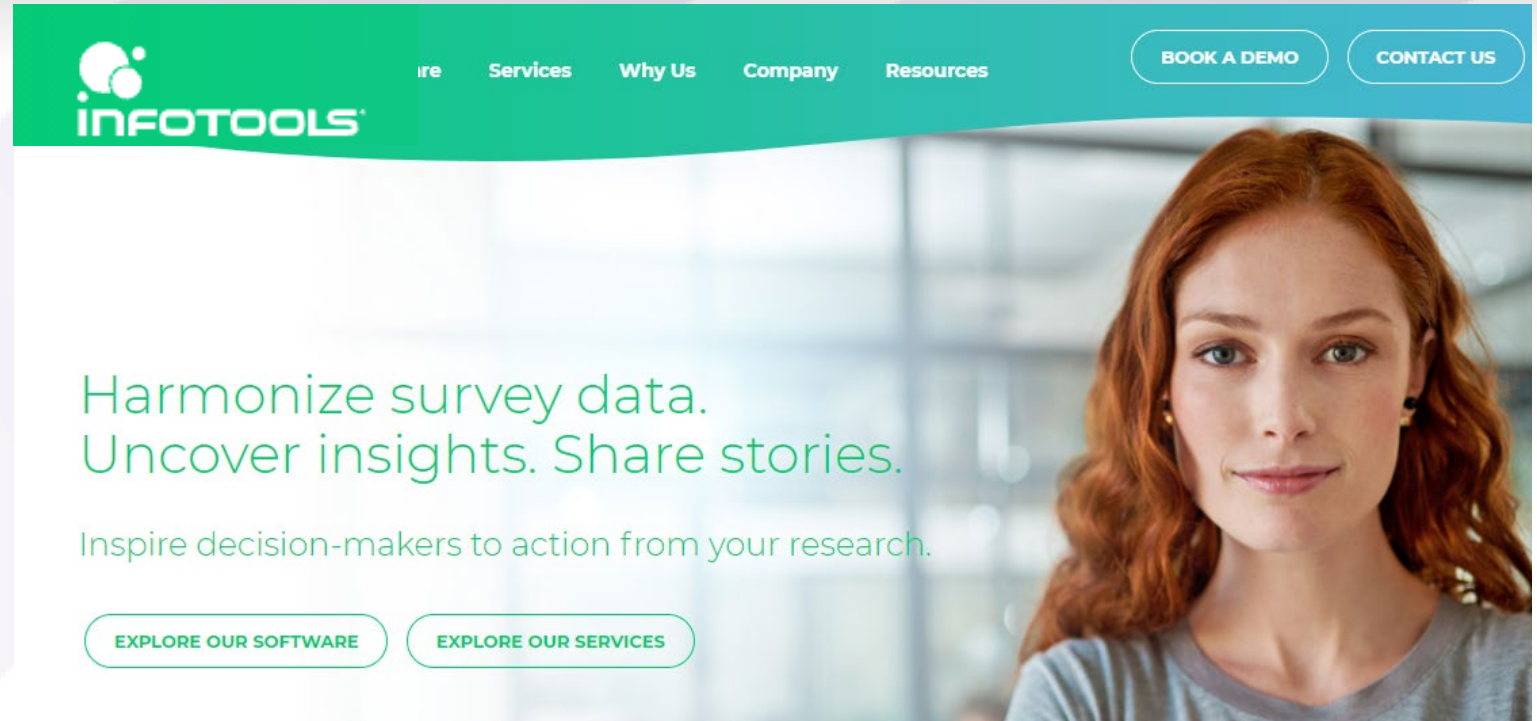 INFOTOOLS
Services Why Us Company Resources
BOOK A DEMO CONTACT US
Harmonize survey data.
Uncover insights. Share stories.
Inspire decision-makers to action from your research.
EXPLORE OUR SOFTWARE EXPLORE OUR SERVICES